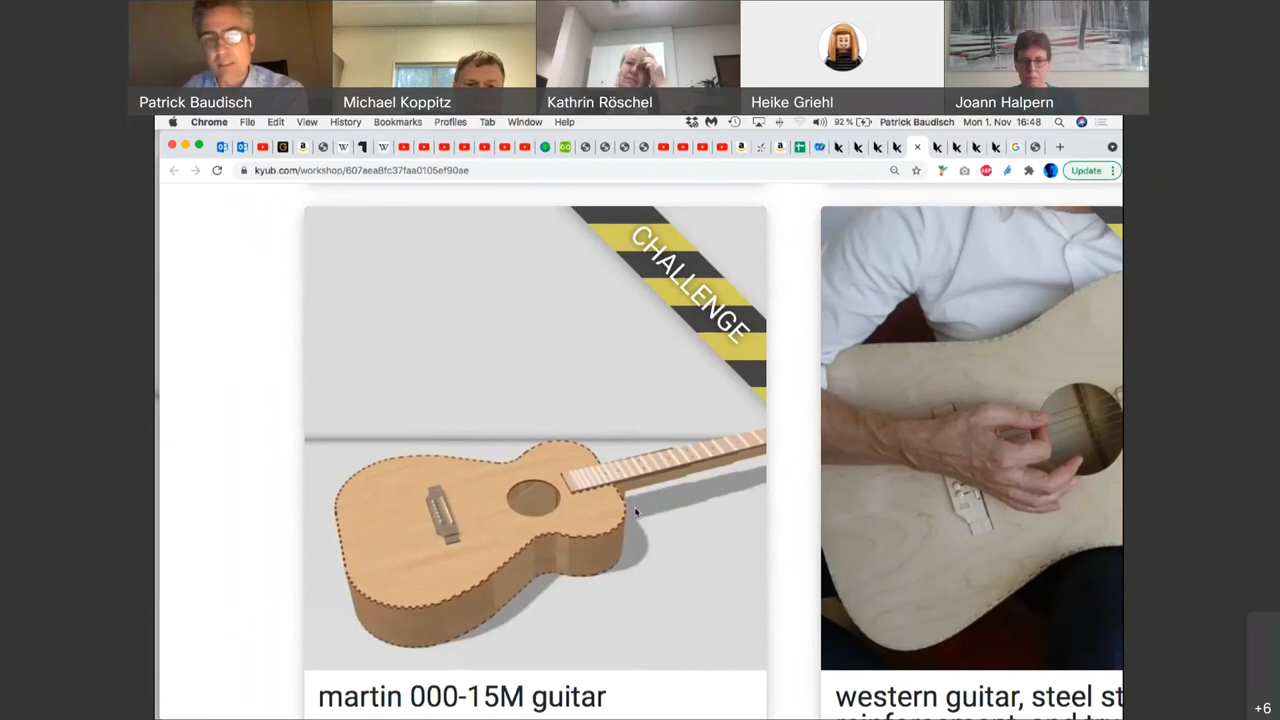 Patrick Baudisch
Michael Koppitz
Kathrin Röschel
Heike Griehl
Joann Halpern
Chrome File Edit View History Bookmarks Profiles Tab Window Help
92 % Patrick Baudisch Mon 1. Nov 16:48
kyub.com/workshop/607aea8fc37faa0105ef90ae
Update
CHALLENGE
martin 000-15M guitar
western guitar, steel st
+6